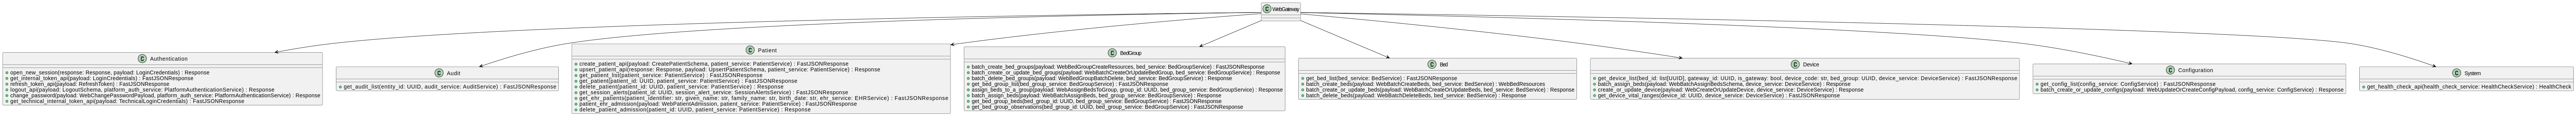 C WebGateway
C Authentication
open_new_session(response: Response, payload: LoginCredentials) : Response
get_internal_token_api(payload: LoginCredentials) : FastJSONResponse
refresh_token_api(payload: RefreshToken) : FastJSONResponse
logout_api(payload: LogoutSchema, platform_auth_service: PlatformAuthenticationService) : Response
change_password(payload: WebChangePasswordPayload, platform_auth_service: PlatformAuthenticationService) : Response
get_technical_internal_token_api(payload: TechnicalLoginCredentials) : FastJSONResponse
C Audit
get_audit_list(entity_id: UUID, audit_service: AuditService) : FastJSONResponse
C Patient
create_patient_api(payload: CreatePatientSchema, patient_service: PatientService) : FastJSONResponse
upsert_patient_api(response: Response, payload: UpsertPatientSchema, patient_service: PatientService) : Response
get_patient_list(patient_service: PatientService) : FastJSONResponse
get_patient(patient_id: UUID, patient_service: PatientService) : FastJSONResponse
delete_patient(patient_id: UUID, patient_service: PatientService) : Response
get_session_alerts(patient_id: UUID, session_alert_service: SessionAlertsService) : FastJSONResponse
get_ehr_patients(patient_identifier: str, given_name: str, family_name: str, birth_date: str, ehr_service: EHRService) : FastJSONResponse
patient_ehr_admission(payload: WebPatientAdmission, patient_service: PatientService) : FastJSONResponse
delete_patient_admission(patient_id: UUID, patient_service: PatientService) : Response
C BedGroup
batch_create_bed_groups(payload: WebBedGroupCreateResources, bed_service: BedGroupService) : FastJSONResponse
batch_create_or_update_bed_groups(payload: WebBatchCreateOrUpdateBedGroup, bed_service: BedGroupService) : Response
batch_delete_bed_groups(payload: WebBedGroupBatchDelete, bed_service: BedGroupService) : Response
get_bed_group_list(bed_group_service: BedGroupService) : FastJSONResponse
assign_beds_to_a_group(payload: WebAssignBedsToGroup, group_id: UUID, bed_group_service: BedGroupService) : Response
batch_assign_beds(payload: WebBatchAssignBeds, bed_group_service: BedGroupService) : Response
get_bed_group_beds(bed_group_id: UUID, bed_group_service: BedGroupService) : FastJSONResponse
get_bed_group_observations(bed_group_id: UUID, bed_group_service: BedGroupService) : FastJSONResponse
C Bed
get_bed_list(bed_service: BedService) : FastJSONResponse
batch_create_beds(payload: WebBatchCreateBeds, bed_service: BedService) : WebBedResources
batch_create_or_update_beds(payload: WebBatchCreateOrUpdateBeds, bed_service: BedService) : Response
batch_delete_beds(payload: WebBatchDeleteBeds, bed_service: BedService) : Response
C Device
get_device_list(bed_id: list[UUID], gateway_id: UUID, is_gateway: bool, device_code: str, bed_group: UUID, device_service: DeviceService) : FastJSONResponse
batch_assign_beds(payload: WebBatchAssignBedsSchema, device_service: DeviceService) : Response
create_or_update_device(payload: WebCreateOrUpdateDevice, device_service: DeviceService) : Response
get_device_vital_ranges(device_id: UUID, device_service: DeviceService) : FastJSONResponse
C Configuration
get_config_list(config_service: ConfigService) : FastJSONResponse
batch_create_or_update_configs(payload: WebUpdateOrCreateConfigPayload, config_service: ConfigService) : Response
C System
get_health_check_api(health_check_service: HealthCheckService) : HealthCheck